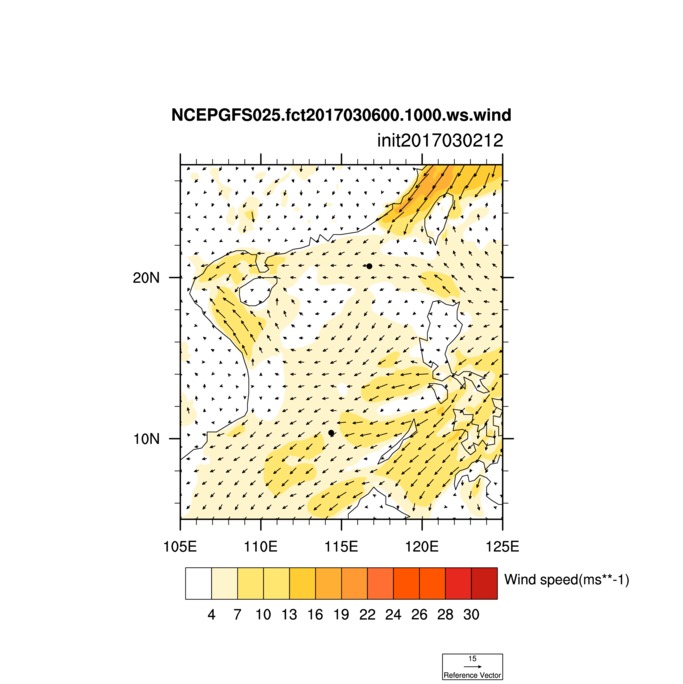 NCEPGFS025.fct2017030600.1000.ws.wind
init2017030212
20N
10N
105E 110E 115E 120E 125E
Wind speed(ms**-1)
4 7 10 13 16 19 22 24 26 28 30
15
Reference Vector